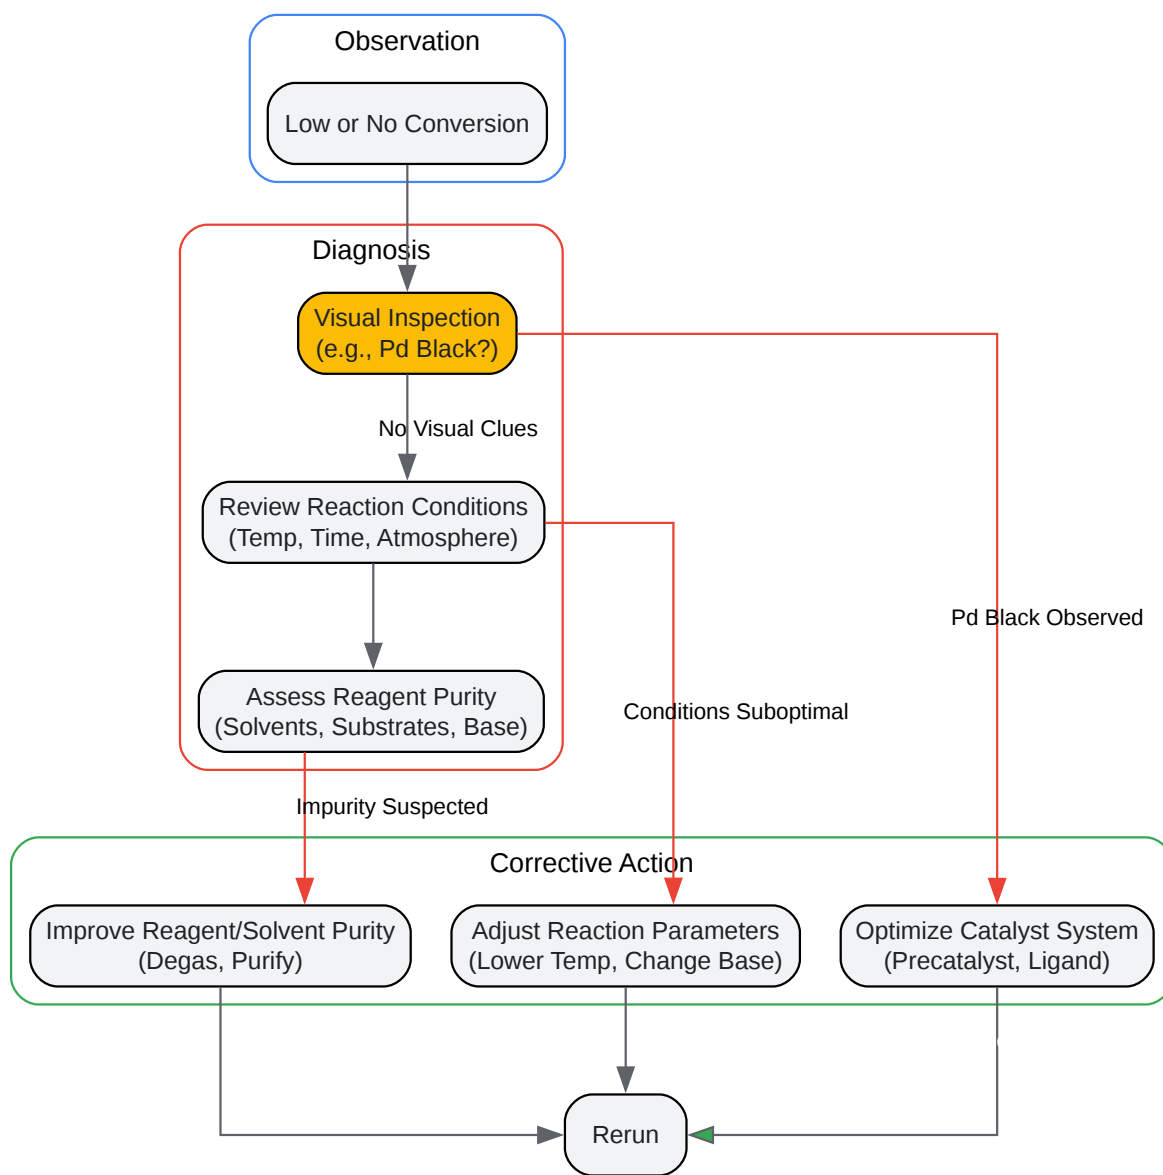 Observation
Low or No Conversion
Diagnosis
Visual Inspection
(e.g., Pd Black?)
No Visual Clues
Review Reaction Conditions
(Temp, Time, Atmosphere)
Pd Black Observed
Assess Reagent Purity
(Solvents, Substrates, Base)
Conditions Suboptimal
Impurity Suspected
Corrective Action
Improve Reagent/Solvent Purity
(Degas, Purify)
Adjust Reaction Parameters
(Lower Temp, Change Base)
Optimize Catalyst System
(Precatalyst, Ligand)
Rerun